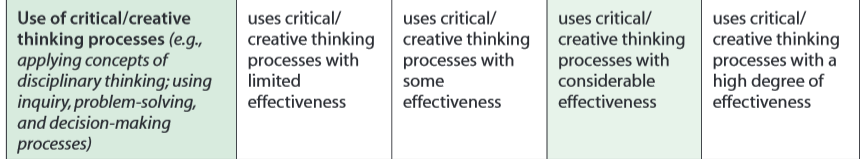 Use of critical/creative
thinking processes (e.g.,
applying concepts of
disciplinary thinking; using
inquiry, problem-solving,
and decision-making
processes)
uses critical/
creative thinking
processes with
limited
effectiveness
uses critical/
creative thinking
processes with
some
effectiveness
uses critical/
creative thinking
processes with
considerable
effectiveness
uses critical/
creative thinking
processes with a
high degree of
effectiveness